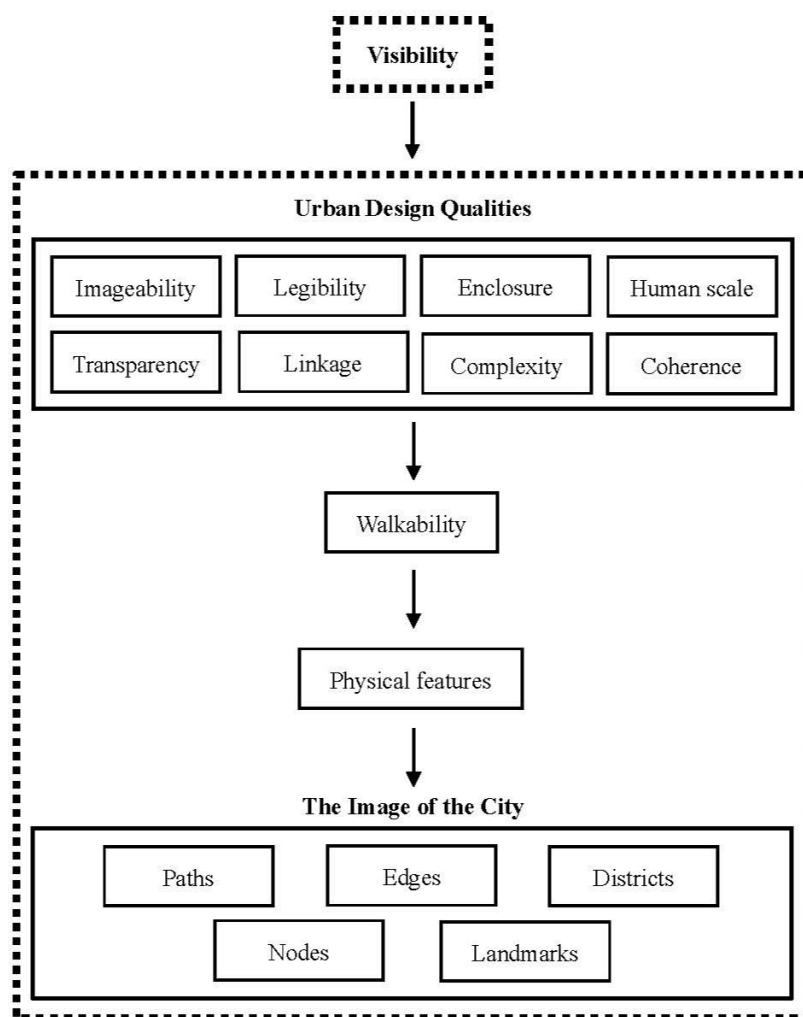 Visibility
Urban Design Qualities
Imageability Legibility Enclosure Human scale
Transparency Linkage Complexity Coherence
Walkability
Physical features
The Image of the City
Paths Edges Districts
Nodes Landmarks